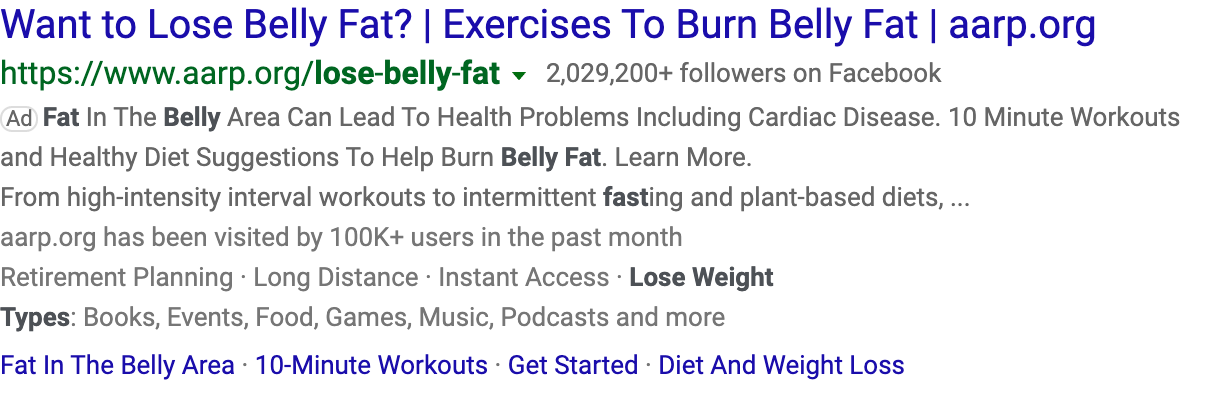 Want to Lose Belly Fat? | Exercises To Burn Belly Fat | aarp.org
https://www.aarp.org/lose-belly-fat 2,029,200+ followers on Facebook
Ad Fat In The Belly Area Can Lead To Health Problems Including Cardiac Disease. 10 Minute Workouts
and Healthy Diet Suggestions To Help Burn Belly Fat. Learn More.
From high-intensity interval workouts to intermittent fasting and plant-based diets, ...
aarp.org has been visited by 100K+ users in the past month
Retirement Planning · Long Distance · Instant Access · Lose Weight
Types: Books, Events, Food, Games, Music, Podcasts and more
Fat In The Belly Area · 10-Minute Workouts · Get Started · Diet And Weight Loss